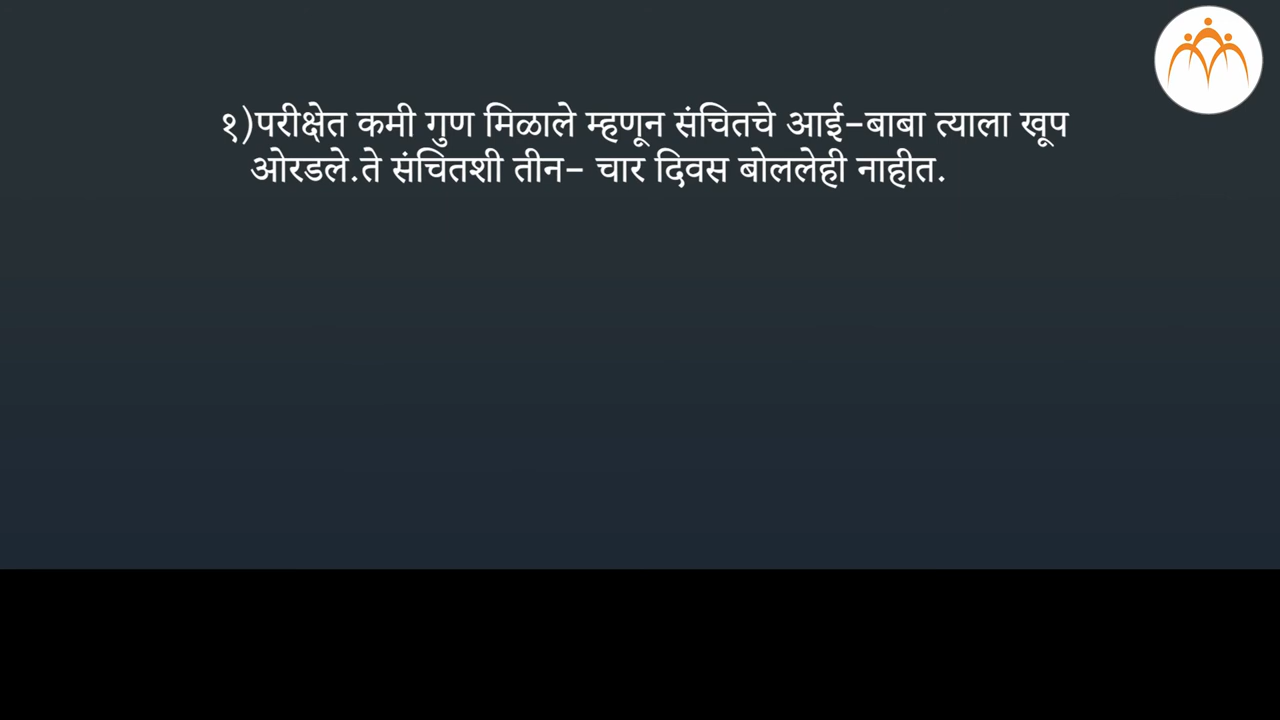 १)परीक्षेत कमी गुण मिळाले म्हणून संचितचे आई-बाबा त्याला खूप
ओरडले.ते संचितशी तीन- चार दिवस बोललेही नाहीत.